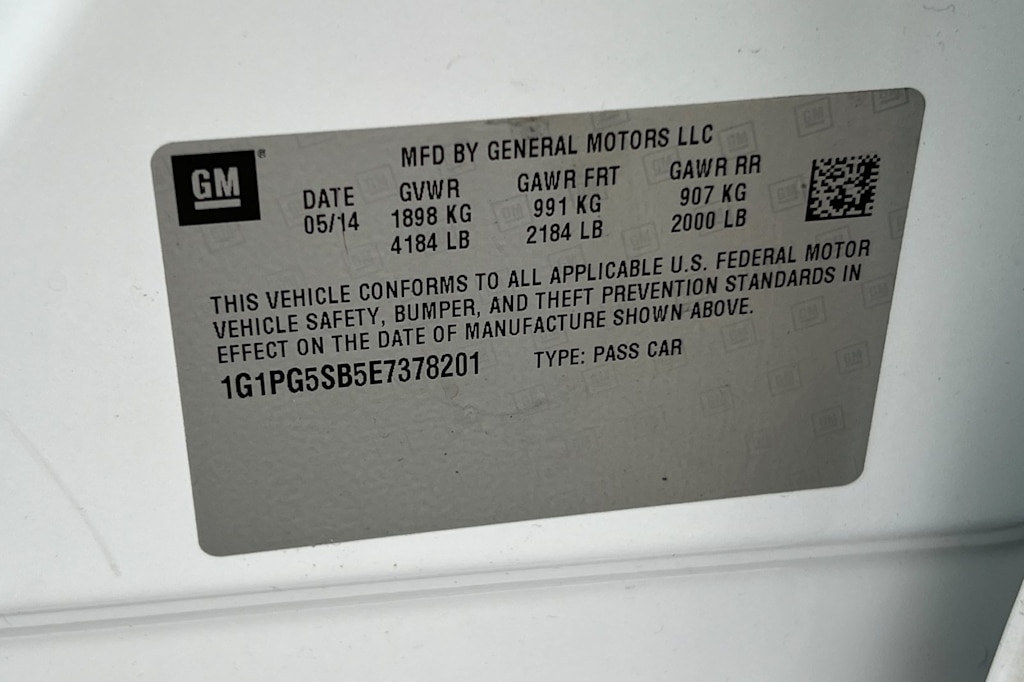 GM
MFD BY GENERAL MOTORS LLC
DATE GVWR GAWR FRT GAWR RR
05/14 1898 KG 991 KG 907 KG
4184 LB 2184 LB 2000 LB
THIS VEHICLE CONFORMS TO ALL APPLICABLE U.S. FEDERAL MOTOR
VEHICLE SAFETY, BUMPER, AND THEFT PREVENTION STANDARDS IN
EFFECT ON THE DATE OF MANUFACTURE SHOWN ABOVE.
1G1PG5SB5E7378201 TYPE: PASS CAR